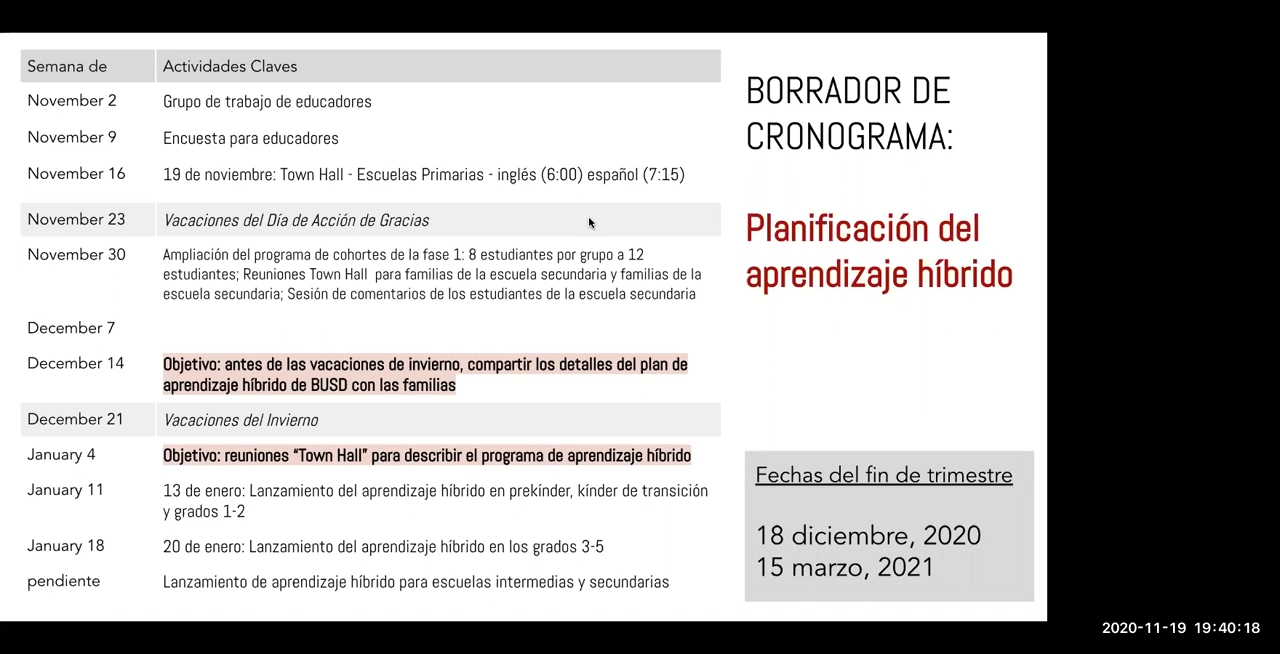 Semana de Actividades Claves
November 2 Grupo de trabajo de educadores
November 9 Encuesta para educadores
November 16 19 de noviembre: Town Hall - Escuelas Primarias - inglés (6:00) español (7:15)
November 23 Vacaciones del Día de Acción de Gracias
November 30 Ampliación del programa de cohortes de la fase 1: 8 estudiantes por grupo a 12
estudiantes; Reuniones Town Hall para familias de la escuela secundaria y familias de la
escuela secundaria; Sesión de comentarios de los estudiantes de la escuela secundaria
December 7
December 14 Objetivo: antes de las vacaciones de invierno, compartir los detalles del plan de
aprendizaje híbrido de BUSD con las familias
December 21 Vacaciones del Invierno
January 4 Objetivo: reuniones “Town Hall” para describir el programa de aprendizaje híbrido
January 11 13 de enero: Lanzamiento del aprendizaje híbrido en prekínder, kínder de transición
y grados 1-2
January 18 20 de enero: Lanzamiento del aprendizaje híbrido en los grados 3-5
pendiente Lanzamiento de aprendizaje híbrido para escuelas intermedias y secundarias
BORRADOR DE
CRONOGRAMA:
Planificación del
aprendizaje híbrido
Fechas del fin de trimestre
18 diciembre, 2020
15 marzo, 2021
2020-11-19 19:40:18